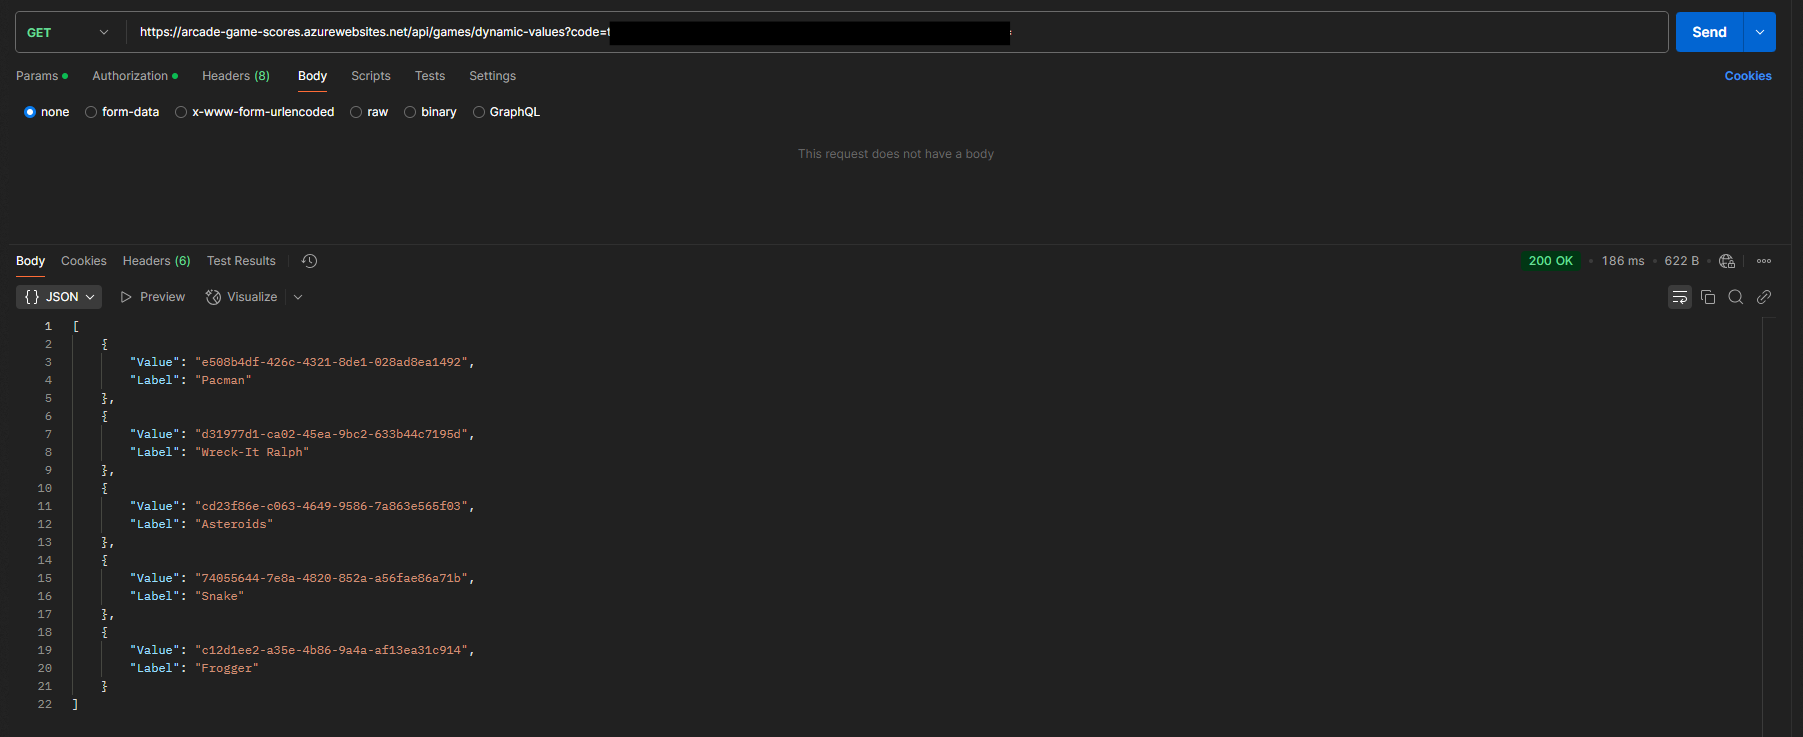 GET https://arcade-game-scores.azurewebsites.net/api/games/dynamic-values?code= Send
Params Authorization Headers (8) Body Scripts Tests Settings Cookies
none form-data x-www-form-urlencoded raw binary GraphQL
This request does not have a body
Body Cookies Headers (6) Test Results 200 OK • 186 ms • 622 B
{} JSON Preview Visualize
1 [
2 {
3 "Value": "e508b4df-426c-4321-8de1-028ad8ea1492",
4 "Label": "Pacman"
5 },
6 {
7 "Value": "d31977d1-ca02-45ea-9bc2-633b44c7195d",
8 "Label": "Wreck-It Ralph"
9 },
10 {
11 "Value": "cd23f86e-c063-4649-9586-7a863e565f03",
12 "Label": "Asteroids"
13 },
14 {
15 "Value": "74055644-7e8a-4820-852a-a56fae86a71b",
16 "Label": "Snake"
17 },
18 {
19 "Value": "c12d1ee2-a35e-4b86-9a4a-af13ea31c914",
20 "Label": "Frogger"
21 }
22 ]